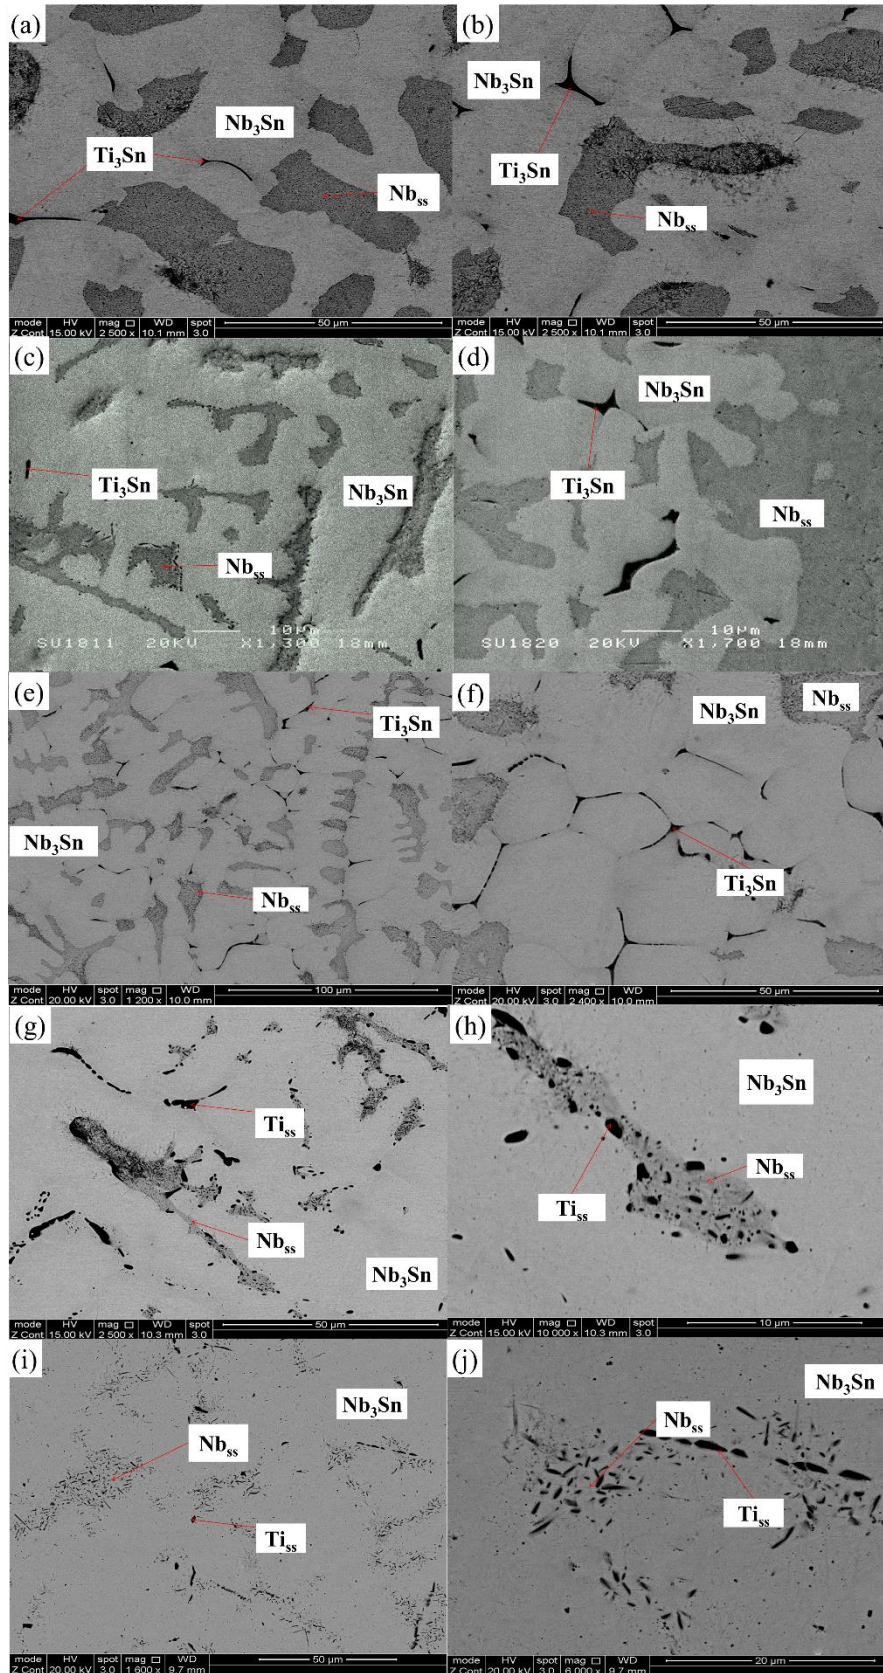 (a)
Nb₃Sn
Ti₃Sn
Nbss
mode HV mag □ WD spot 50 µm
Z Cont 15.00 kV 2 500 x 10.1 mm 3.0
(b)
Nb₃Sn
Ti₃Sn
Nbss
mode HV mag □ WD spot 50 µm
Z Cont 15.00 kV 2 500 x 10.1 mm 3.0
(c)
Ti₃Sn
Nb₃Sn
Nbss
10µm
SU1811 20KV X1,300 18mm
(d)
Nb₃Sn
Ti₃Sn
Nbss
10µm
SU1820 20KV X1,700 18mm
(e)
Ti₃Sn
Nb₃Sn
Nbss
mode HV spot mag □ WD 100 µm
Z Cont 20.00 kV 3.0 1 200 x 10.0 mm
(f)
Nbss
Nb₃Sn
Ti₃Sn
mode HV spot mag □ WD 50 µm
Z Cont 20.00 kV 3.0 2 400 x 10.0 mm
(g)
Tiss
Nbss
Nb₃Sn
mode HV mag □ WD spot 50 µm
Z Cont 15.00 kV 2 500 x 10.3 mm 3.0
(h)
Nb₃Sn
Nbss
Tiss
mode HV mag □ WD spot 10 µm
Z Cont 15.00 kV 10 000 x 10.3 mm 3.0
(i)
Nb₃Sn
Nbss
Tiss
mode HV spot mag □ WD 50 µm
Z Cont 20.00 kV 3.0 1 600 x 9.7 mm
(j)
Nb₃Sn
Nbss
Tiss
mode HV spot mag □ WD 20 µm
Z Cont 20.00 kV 3.0 6 000 x 9.7 mm